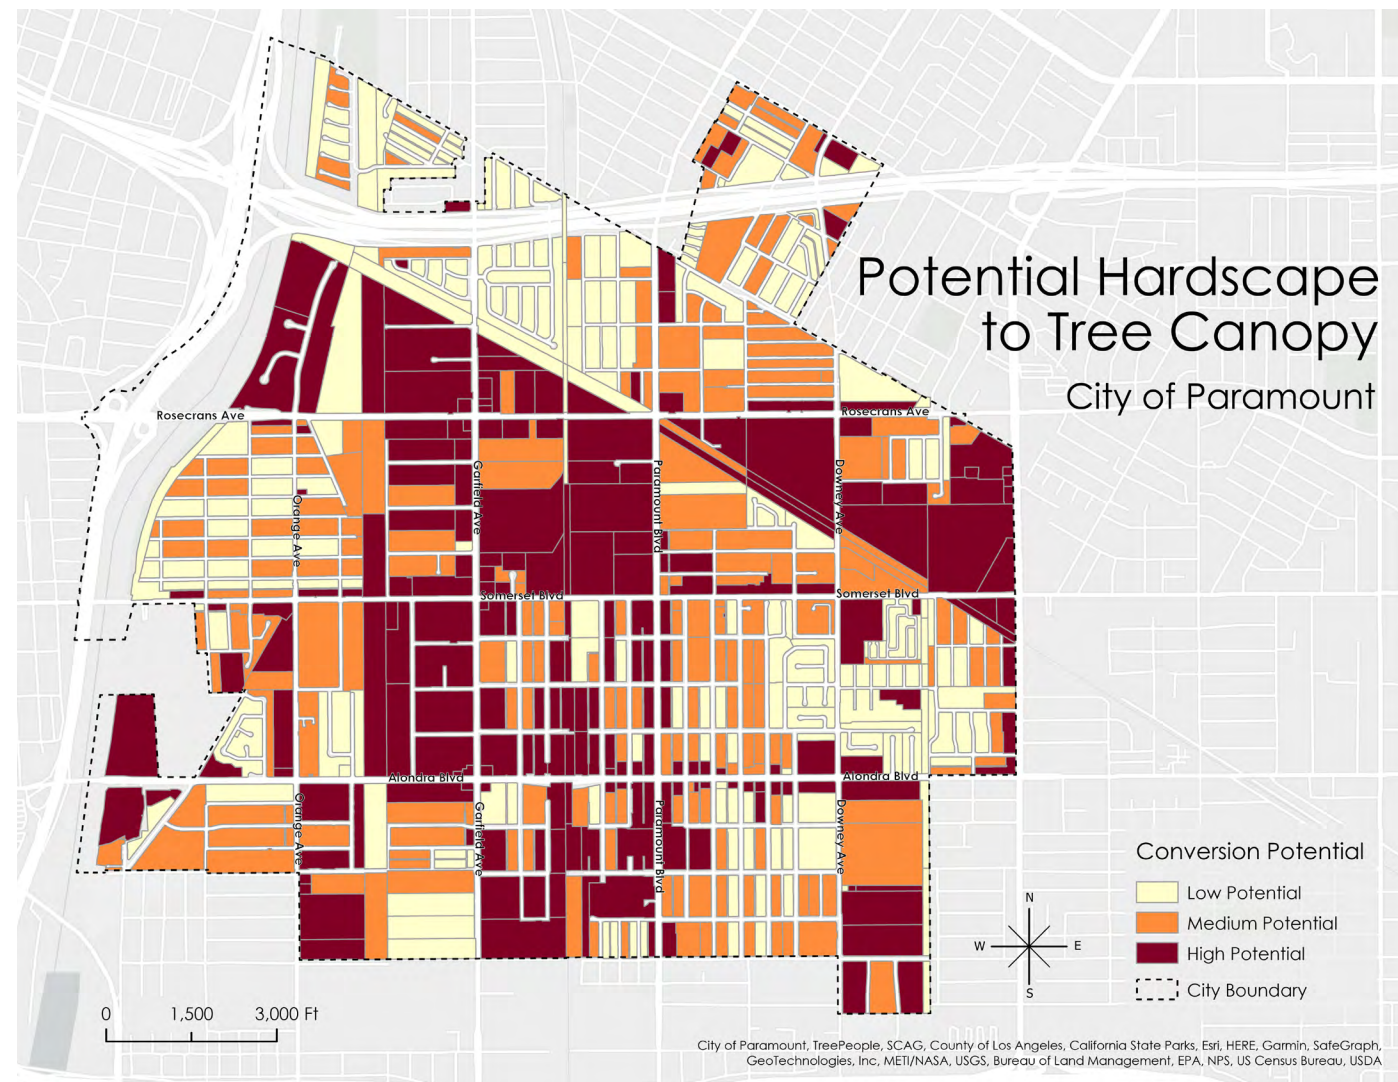 Potential Hardscape
to Tree Canopy
City of Paramount
Rosecrans Ave
Rosecrans Ave
Garfield Ave
Paramount Blvd
Downey Ave
Orange Ave
Somerset Blvd
Somerset Blvd
Alondra Blvd
Alondra Blvd
Orange Ave
Garfield Ave
Paramount Blvd
Downey Ave
Conversion Potential
Low Potential
Medium Potential
High Potential
City Boundary
N
W E
S
0 1,500 3,000 Ft
City of Paramount, TreePeople, SCAG, County of Los Angeles, California State Parks, Esri, HERE, Garmin, SafeGraph,
GeoTechnologies, Inc, METI/NASA, USGS, Bureau of Land Management, EPA, NPS, US Census Bureau, USDA